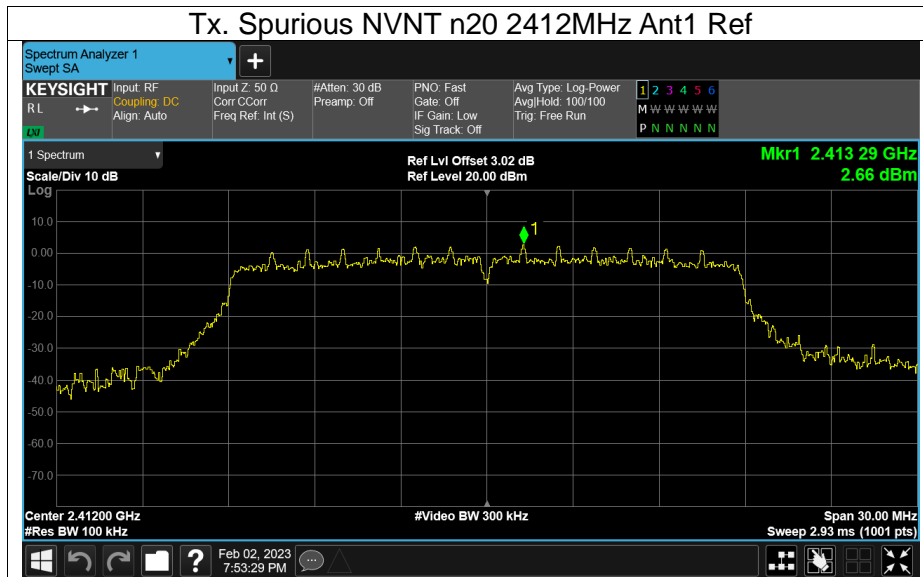 Tx. Spurious NVNT n20 2412MHz Ant1 Ref
Spectrum Analyzer 1
Swept SA
+
KEYSIGHT
RL
LXI
Input: RF
Coupling: DC
Align: Auto
Input Z: 50 Ω
Corr CCorr
Freq Ref: Int (S)
#Atten: 30 dB
Preamp: Off
PNO: Fast
Gate: Off
IF Gain: Low
Sig Track: Off
Avg Type: Log-Power
Avg|Hold: 100/100
Trig: Free Run
1 2 3 4 5 6
M W W W W W
P N N N N N
1 Spectrum
Scale/Div 10 dB
Ref Lvl Offset 3.02 dB
Ref Level 20.00 dBm
Mkr1 2.413 29 GHz
2.66 dBm
Log
10.0
0.00
-10.0
-20.0
-30.0
-40.0
-50.0
-60.0
-70.0
1
Center 2.41200 GHz
#Res BW 100 kHz
#Video BW 300 kHz
Span 30.00 MHz
Sweep 2.93 ms (1001 pts)
?
Feb 02, 2023
7:53:29 PM